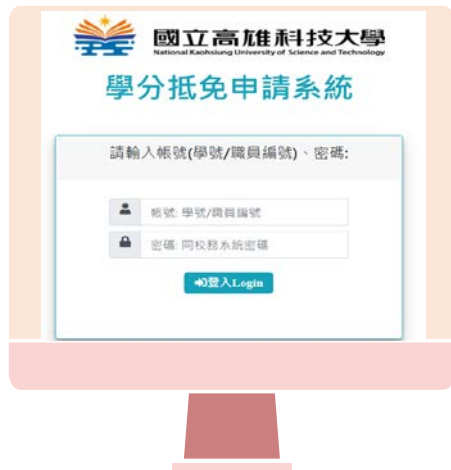 國立高雄科技大學
National Kaohsiung University of Science and Technology
學分抵免申請系統
請輸入帳號(學號/職員編號)、密碼:
帳號: 學號/職員編號
密碼: 同校務系統密碼
登入Login